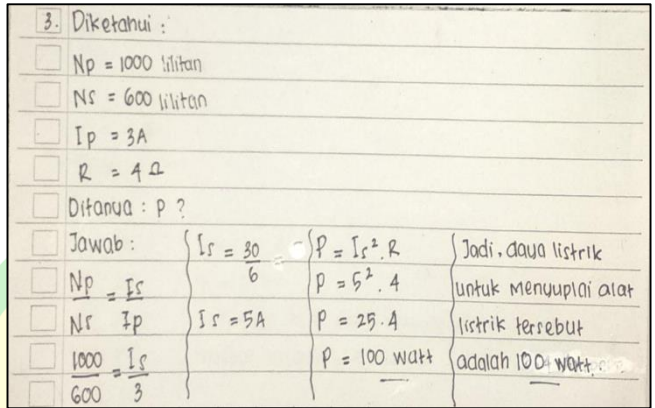 3. Diketahui :
Np = 1000 lilitan
Ns = 600 lilitan
Ip = 3A
R = 4 Ω
Ditanya : P ?
Jawab :
Np/Ns = Is/Ip
1000/600 = Is/3
Is = 30/6 =
Is = 5A
P = Is². R
P = 5². 4
P = 25.4
P = 100 watt
Jadi, daya listrik
untuk menyuplai alat
listrik tersebut
adalah 100 watt.